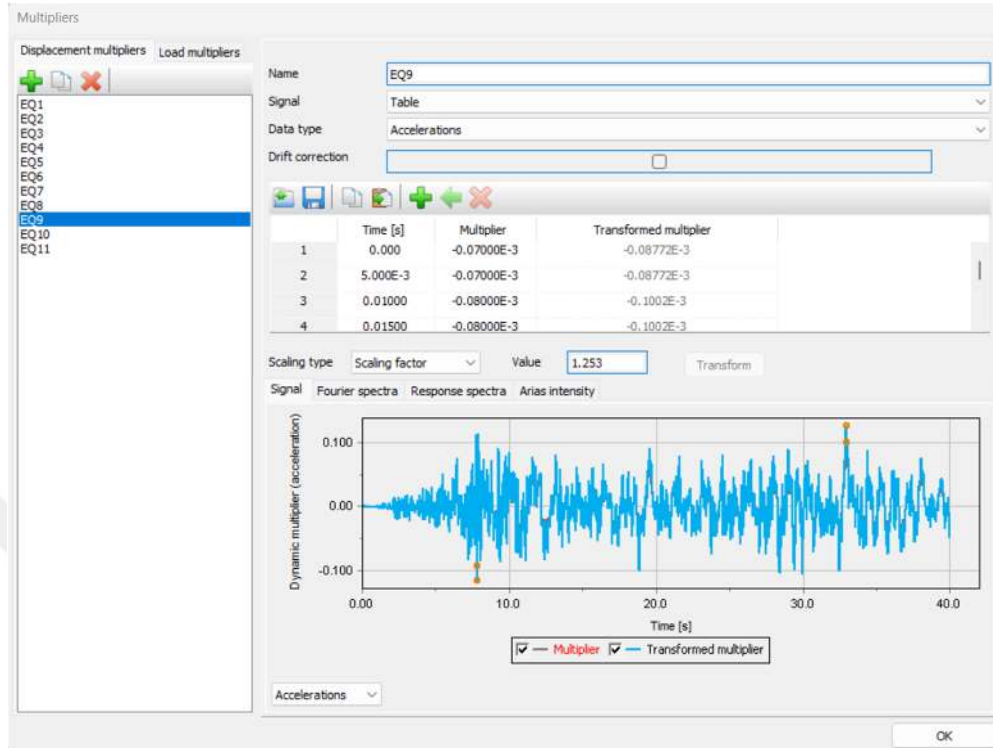 Multipliers
Displacement multipliers Load multipliers
EQ1
EQ2
EQ3
EQ4
EQ5
EQ6
EQ7
EQ8
EQ9
EQ10
EQ11
Name EQ9
Signal Table
Data type Accelerations
Drift correction
Time [s] Multiplier Transformed multiplier
1 0.000 -0.07000E-3 -0.08772E-3
2 5.000E-3 -0.07000E-3 -0.08772E-3
3 0.01000 -0.08000E-3 -0.1002E-3
4 0.01500 -0.08000E-3 -0.1002E-3
Scaling type Scaling factor Value 1.253 Transform
Signal Fourier spectra Response spectra Arias intensity
Dynamic multiplier (acceleration)
0.100
0.00
-0.100
0.00 10.0 20.0 30.0 40.0
Time [s]
Multiplier Transformed multiplier
Accelerations
OK